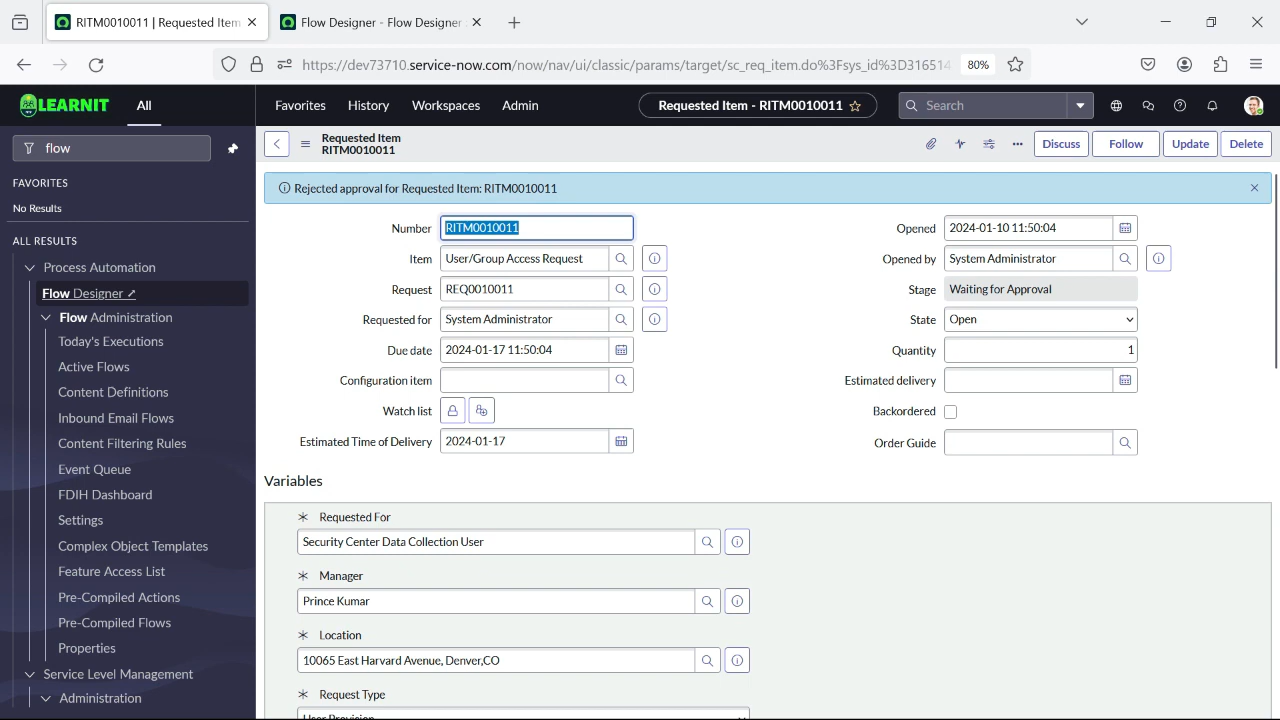 RITM0010011 | Requested Item
Flow Designer - Flow Designer
https://dev73710.service-now.com/now/nav/ui/classic/params/target/sc_req_item.do%3Fsys_id%3D316514
80%
LEARNIT
All
Favorites
History
Workspaces
Admin
Requested Item - RITM0010011
Search
flow
Requested Item
RITM0010011
Discuss
Follow
Update
Delete
FAVORITES
No Results
ALL RESULTS
Process Automation
Flow Designer
Flow Administration
Today's Executions
Active Flows
Content Definitions
Inbound Email Flows
Content Filtering Rules
Event Queue
FDIH Dashboard
Settings
Complex Object Templates
Feature Access List
Pre-Compiled Actions
Pre-Compiled Flows
Properties
Service Level Management
Administration
Rejected approval for Requested Item: RITM0010011
Number RITM0010011
Item User/Group Access Request
Request REQ0010011
Requested for System Administrator
Due date 2024-01-17 11:50:04
Configuration item
Watch list
Estimated Time of Delivery 2024-01-17
Opened 2024-01-10 11:50:04
Opened by System Administrator
Stage Waiting for Approval
State Open
Quantity 1
Estimated delivery
Backordered
Order Guide
Variables
Requested For
Security Center Data Collection User
Manager
Prince Kumar
Location
10065 East Harvard Avenue, Denver,CO
Request Type
User Provision